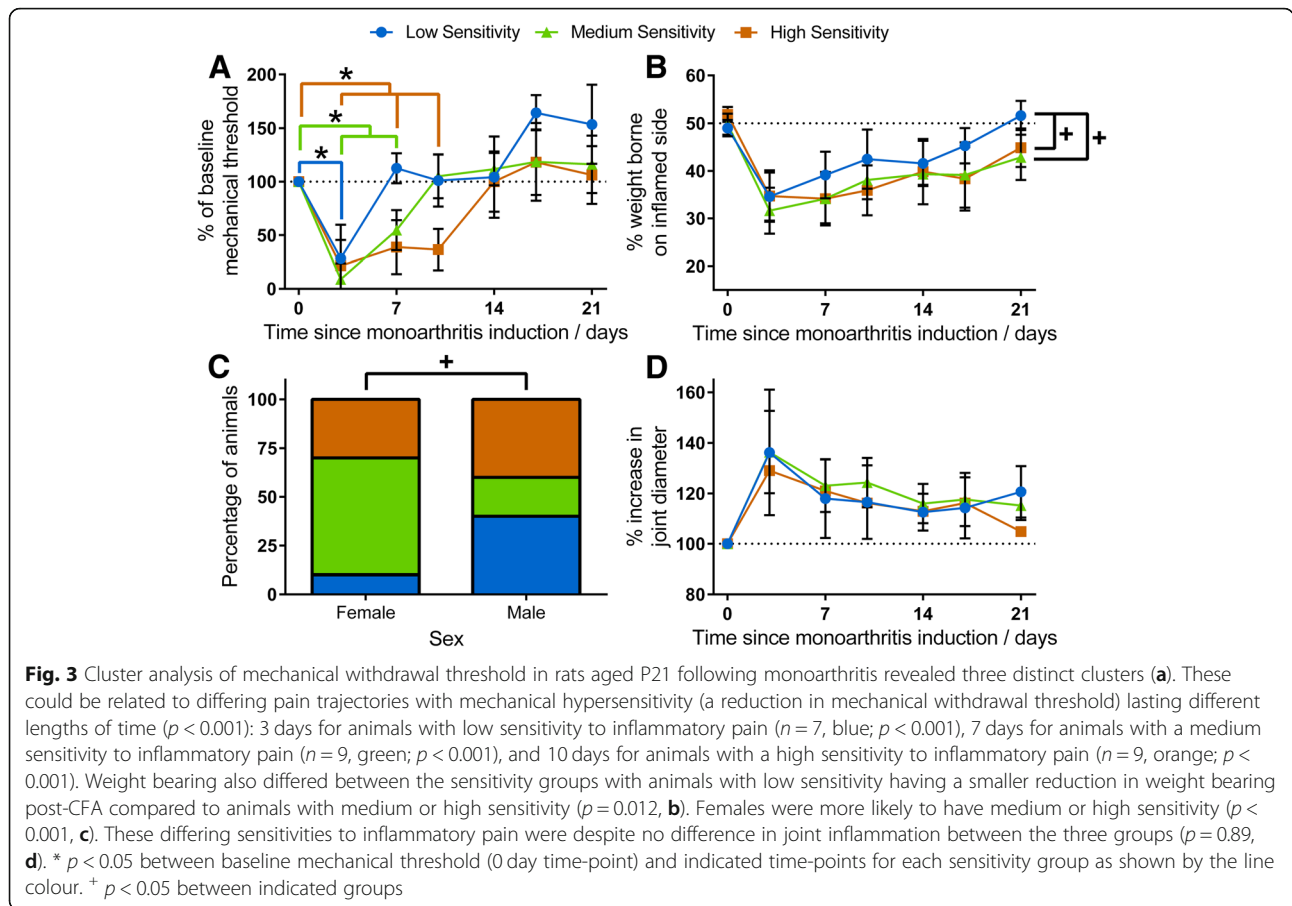 Low Sensitivity Medium Sensitivity High Sensitivity
A
200
150
100
50
0
% of baseline
mechanical threshold
*
*
*
0 7 14 21
Time since monoarthritis induction / days
B
60
50
40
30
20
% weight borne
on inflamed side
+
+
0 7 14 21
Time since monoarthritis induction / days
C
+
100
75
50
25
0
Percentage of animals
Female Male
Sex
D
160
140
120
100
80
% increase in
joint diameter
0 7 14 21
Time since monoarthritis induction / days
Fig. 3 Cluster analysis of mechanical withdrawal threshold in rats aged P21 following monoarthritis revealed three distinct clusters (a). These
could be related to differing pain trajectories with mechanical hypersensitivity (a reduction in mechanical withdrawal threshold) lasting different
lengths of time (p < 0.001): 3 days for animals with low sensitivity to inflammatory pain (n = 7, blue; p < 0.001), 7 days for animals with a medium
sensitivity to inflammatory pain (n = 9, green; p < 0.001), and 10 days for animals with a high sensitivity to inflammatory pain (n = 9, orange; p <
0.001). Weight bearing also differed between the sensitivity groups with animals with low sensitivity having a smaller reduction in weight bearing
post-CFA compared to animals with medium or high sensitivity (p = 0.012, b). Females were more likely to have medium or high sensitivity (p <
0.001, c). These differing sensitivities to inflammatory pain were despite no difference in joint inflammation between the three groups (p = 0.89,
d). * p < 0.05 between baseline mechanical threshold (0 day time-point) and indicated time-points for each sensitivity group as shown by the line
colour. + p < 0.05 between indicated groups